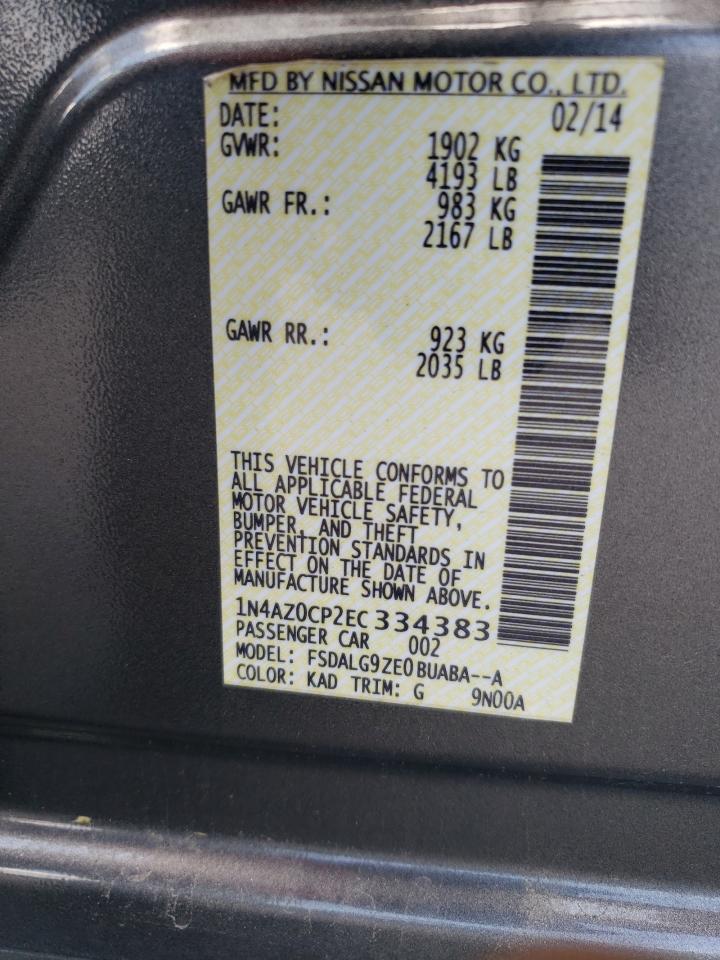 MFD BY NISSAN MOTOR CO., LTD.
DATE: 02/14
GVWR: 1902 KG
4193 LB
GAWR FR.: 983 KG
2167 LB
GAWR RR.: 923 KG
2035 LB
THIS VEHICLE CONFORMS TO
ALL APPLICABLE FEDERAL
MOTOR VEHICLE SAFETY,
BUMPER, AND THEFT
PREVENTION STANDARDS IN
EFFECT ON THE DATE OF
MANUFACTURE SHOWN ABOVE.
1N4AZ0CP2EC334383
PASSENGER CAR 002
MODEL: FSDALG9ZE0BUABA--A
COLOR: KAD TRIM: G 9N00A